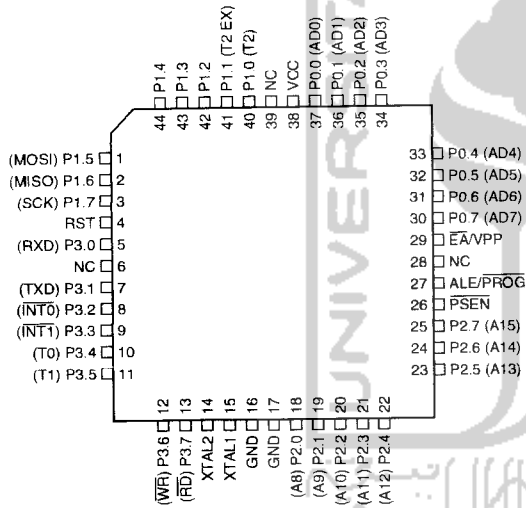 P1.4
P1.3
P1.2
P1.1 (T2 EX)
P1.0 (T2)
NC
VCC
P0.0 (AD0)
P0.1 (AD1)
P0.2 (AD2)
P0.3 (AD3)
44
43
42
41
40
39
38
37
36
35
34
(MOSI) P1.5 1
(MISO) P1.6 2
(SCK) P1.7 3
RST 4
(RXD) P3.0 5
NC 6
(TXD) P3.1 7
(INT0) P3.2 8
(INT1) P3.3 9
(T0) P3.4 10
(T1) P3.5 11
33 P0.4 (AD4)
32 P0.5 (AD5)
31 P0.6 (AD6)
30 P0.7 (AD7)
29 EA/VPP
28 NC
27 ALE/PROG
26 PSEN
25 P2.7 (A15)
24 P2.6 (A14)
23 P2.5 (A13)
12
13
14
15
16
17
18
19
20
21
22
(WR) P3.6
(RD) P3.7
XTAL2
XTAL1
GND
GND
(A8) P2.0
(A9) P2.1
(A10) P2.2
(A11) P2.3
(A12) P2.4
UNIVERSITA